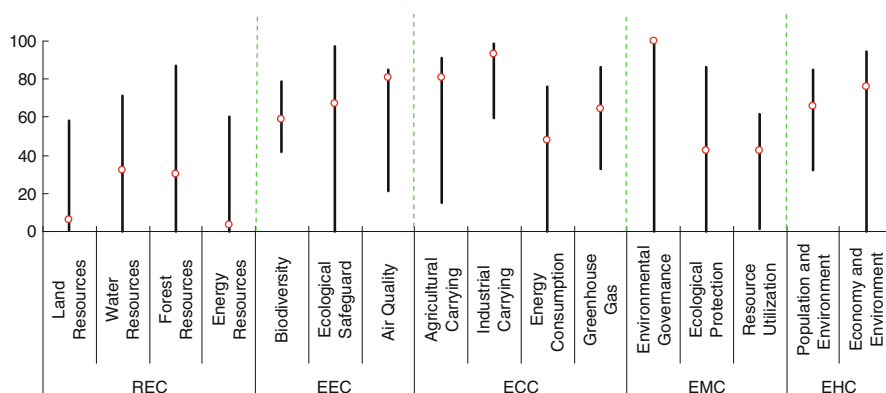 100
80
60
40
20
0
Land
Resources
Water
Resources
Forest
Resources
Energy
Resources
Biodiversity
Ecological
Safeguard
Air Quality
Agricultural
Carrying
Industrial
Carrying
Energy
Consumption
Greenhouse
Gas
Environmental
Governance
Ecological
Protection
Resource
Utilization
Population and
Environment
Economy and
Environment
REC
EEC
ECC
EMC
EHC